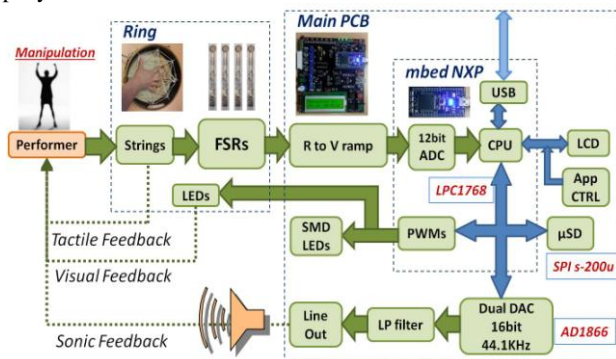 Main PCB
Ring
Manipulation
mbed NXP
USB
Performer
Strings
FSRs
R to V ramp
12bit
ADC
CPU
LCD
App
CTRL
LPC1768
LEDs
SMD
LEDs
PWMs
µSD
SPI s-200u
Tactile Feedback
Visual Feedback
Sonic Feedback
Line
Out
LP filter
Dual DAC
16bit
44.1KHz
AD1866